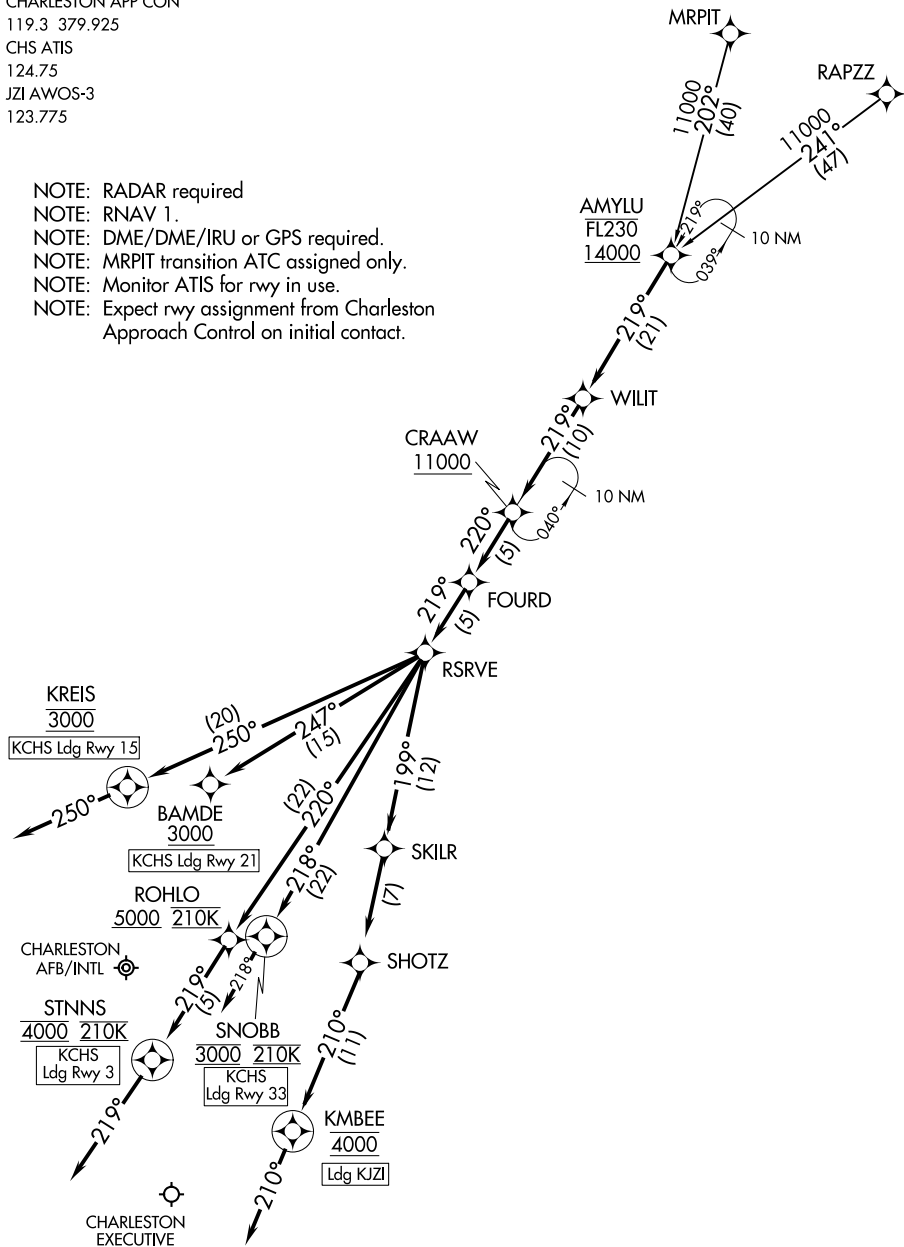 CHARLESTON APP CON
119.3 379.925
CHS ATIS
124.75
JZI AWOS-3
123.775
MRPIT
RAPZZ
11000
202°
(40)
11000
241°
(47)
NOTE: RADAR required
NOTE: RNAV 1.
NOTE: DME/DME/IRU or GPS required.
NOTE: MRPIT transition ATC assigned only.
NOTE: Monitor ATIS for rwy in use.
NOTE: Expect rwy assignment from Charleston
Approach Control on initial contact.
AMYLU
FL230
14000
219°
039°
10 NM
219°
(21)
WILIT
219°
(10)
CRAAW
11000
040°
10 NM
220°
(5)
FOURD
219°
(5)
RSRVE
KREIS
3000
KCHS Ldg Rwy 15
(20)
250°
250°
247°
(15)
BAMDE
3000
KCHS Ldg Rwy 21
199°
(12)
(22)
220°
218°
(22)
SKILR
(7)
ROHLO
5000 210K
CHARLESTON
AFB/INTL
SHOTZ
219°
(5)
218°
STNNS
4000 210K
KCHS
Ldg Rwy 3
SNOBB
3000 210K
KCHS
Ldg Rwy 33
210°
(11)
219°
KMBEE
4000
Ldg KJZI
210°
CHARLESTON
EXECUTIVE